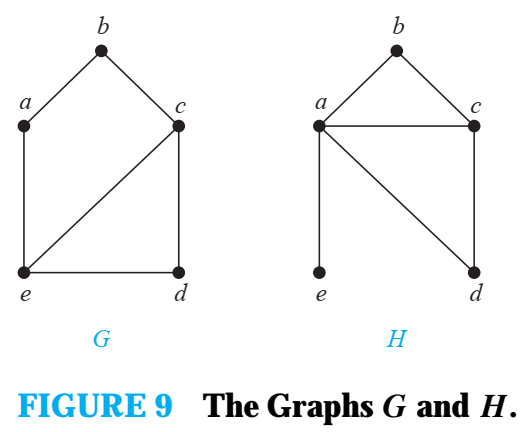 b b
a c a c
e d e d
G H
FIGURE 9 The Graphs G and H.